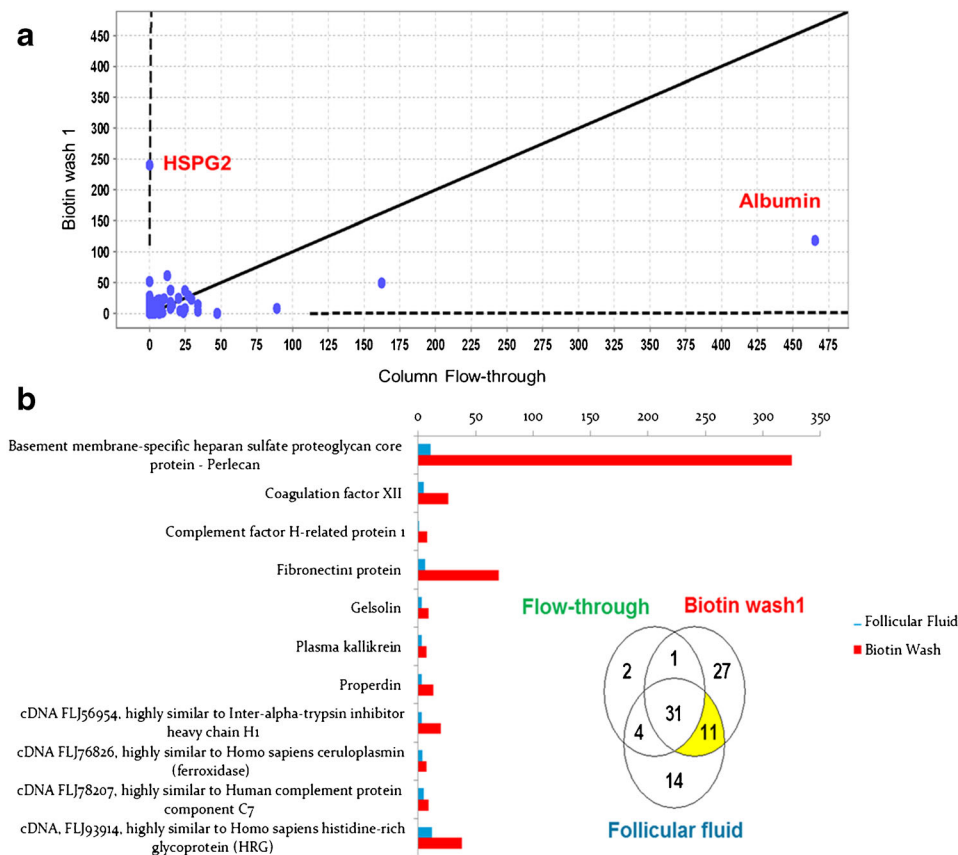 a
450
400
350
300
250
200
150
100
50
0
Biotin wash 1
HSPG2
Albumin
0 25 50 75 100 125 150 175 200 225 250 275 300 325 350 375 400 425 450 475
Column Flow-through
b
0 50 100 150 200 250 300 350
Basement membrane-specific heparan sulfate proteoglycan core
protein - Perlecan
Coagulation factor XII
Complement factor H-related protein 1
Fibronectin1 protein
Gelsolin
Plasma kallikrein
Properdin
cDNA FLJ56954, highly similar to Inter-alpha-trypsin inhibitor
heavy chain H1
cDNA FLJ76826, highly similar to Homo sapiens ceruloplasmin
(ferroxidase)
cDNA FLJ78207, highly similar to Human complement protein
component C7
cDNA, FLJ93914, highly similar to Homo sapiens histidine-rich
glycoprotein (HRG)
Flow-through
Biotin wash1
2
1
27
31
4
11
14
Follicular fluid
Follicular Fluid
Biotin Wash